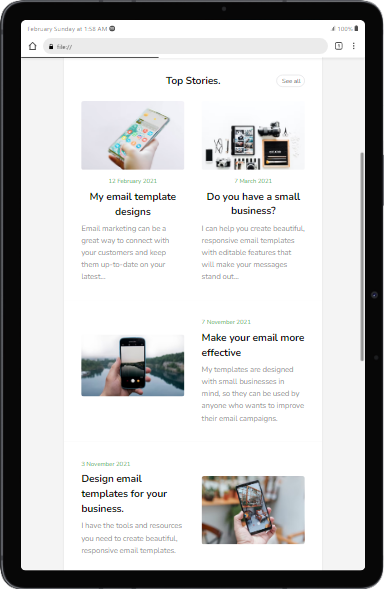 February Sunday at 1:58 AM
100%
file://
Top Stories.
See all
12 February 2021
My email template
designs
Email marketing can be a
great way to connect with
your customers and keep
them up-to-date on your
latest...
7 March 2021
Do you have a small
business?
I can help you create beautiful,
responsive email templates
with editable features that
will make your messages
stand out...
7 November 2021
Make your email more
effective
My templates are designed
with small businesses in
mind, so they can be used by
anyone who wants to improve
their email campaigns.
3 November 2021
Design email
templates for your
business.
I have the tools and resources
you need to create beautiful,
responsive email templates.